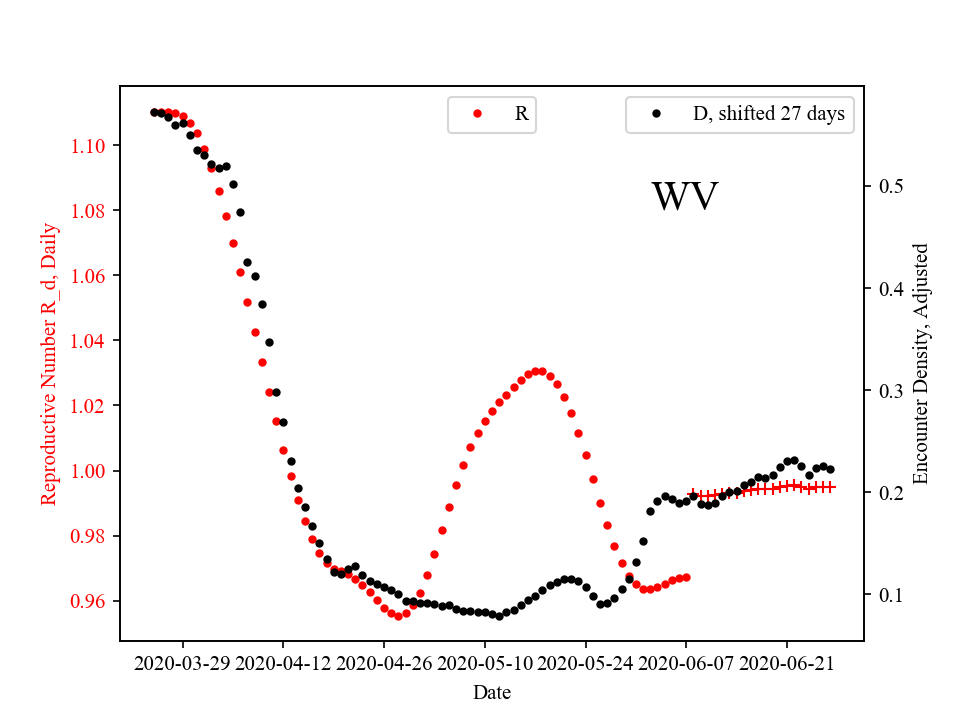 R
D, shifted 27 days
WV
Reproductive Number R_d, Daily
1.10
1.08
1.06
1.04
1.02
1.00
0.98
0.96
0.5
0.4
0.3
0.2
0.1
Encounter Density, Adjusted
2020-03-29 2020-04-12 2020-04-26 2020-05-10 2020-05-24 2020-06-07 2020-06-21
Date